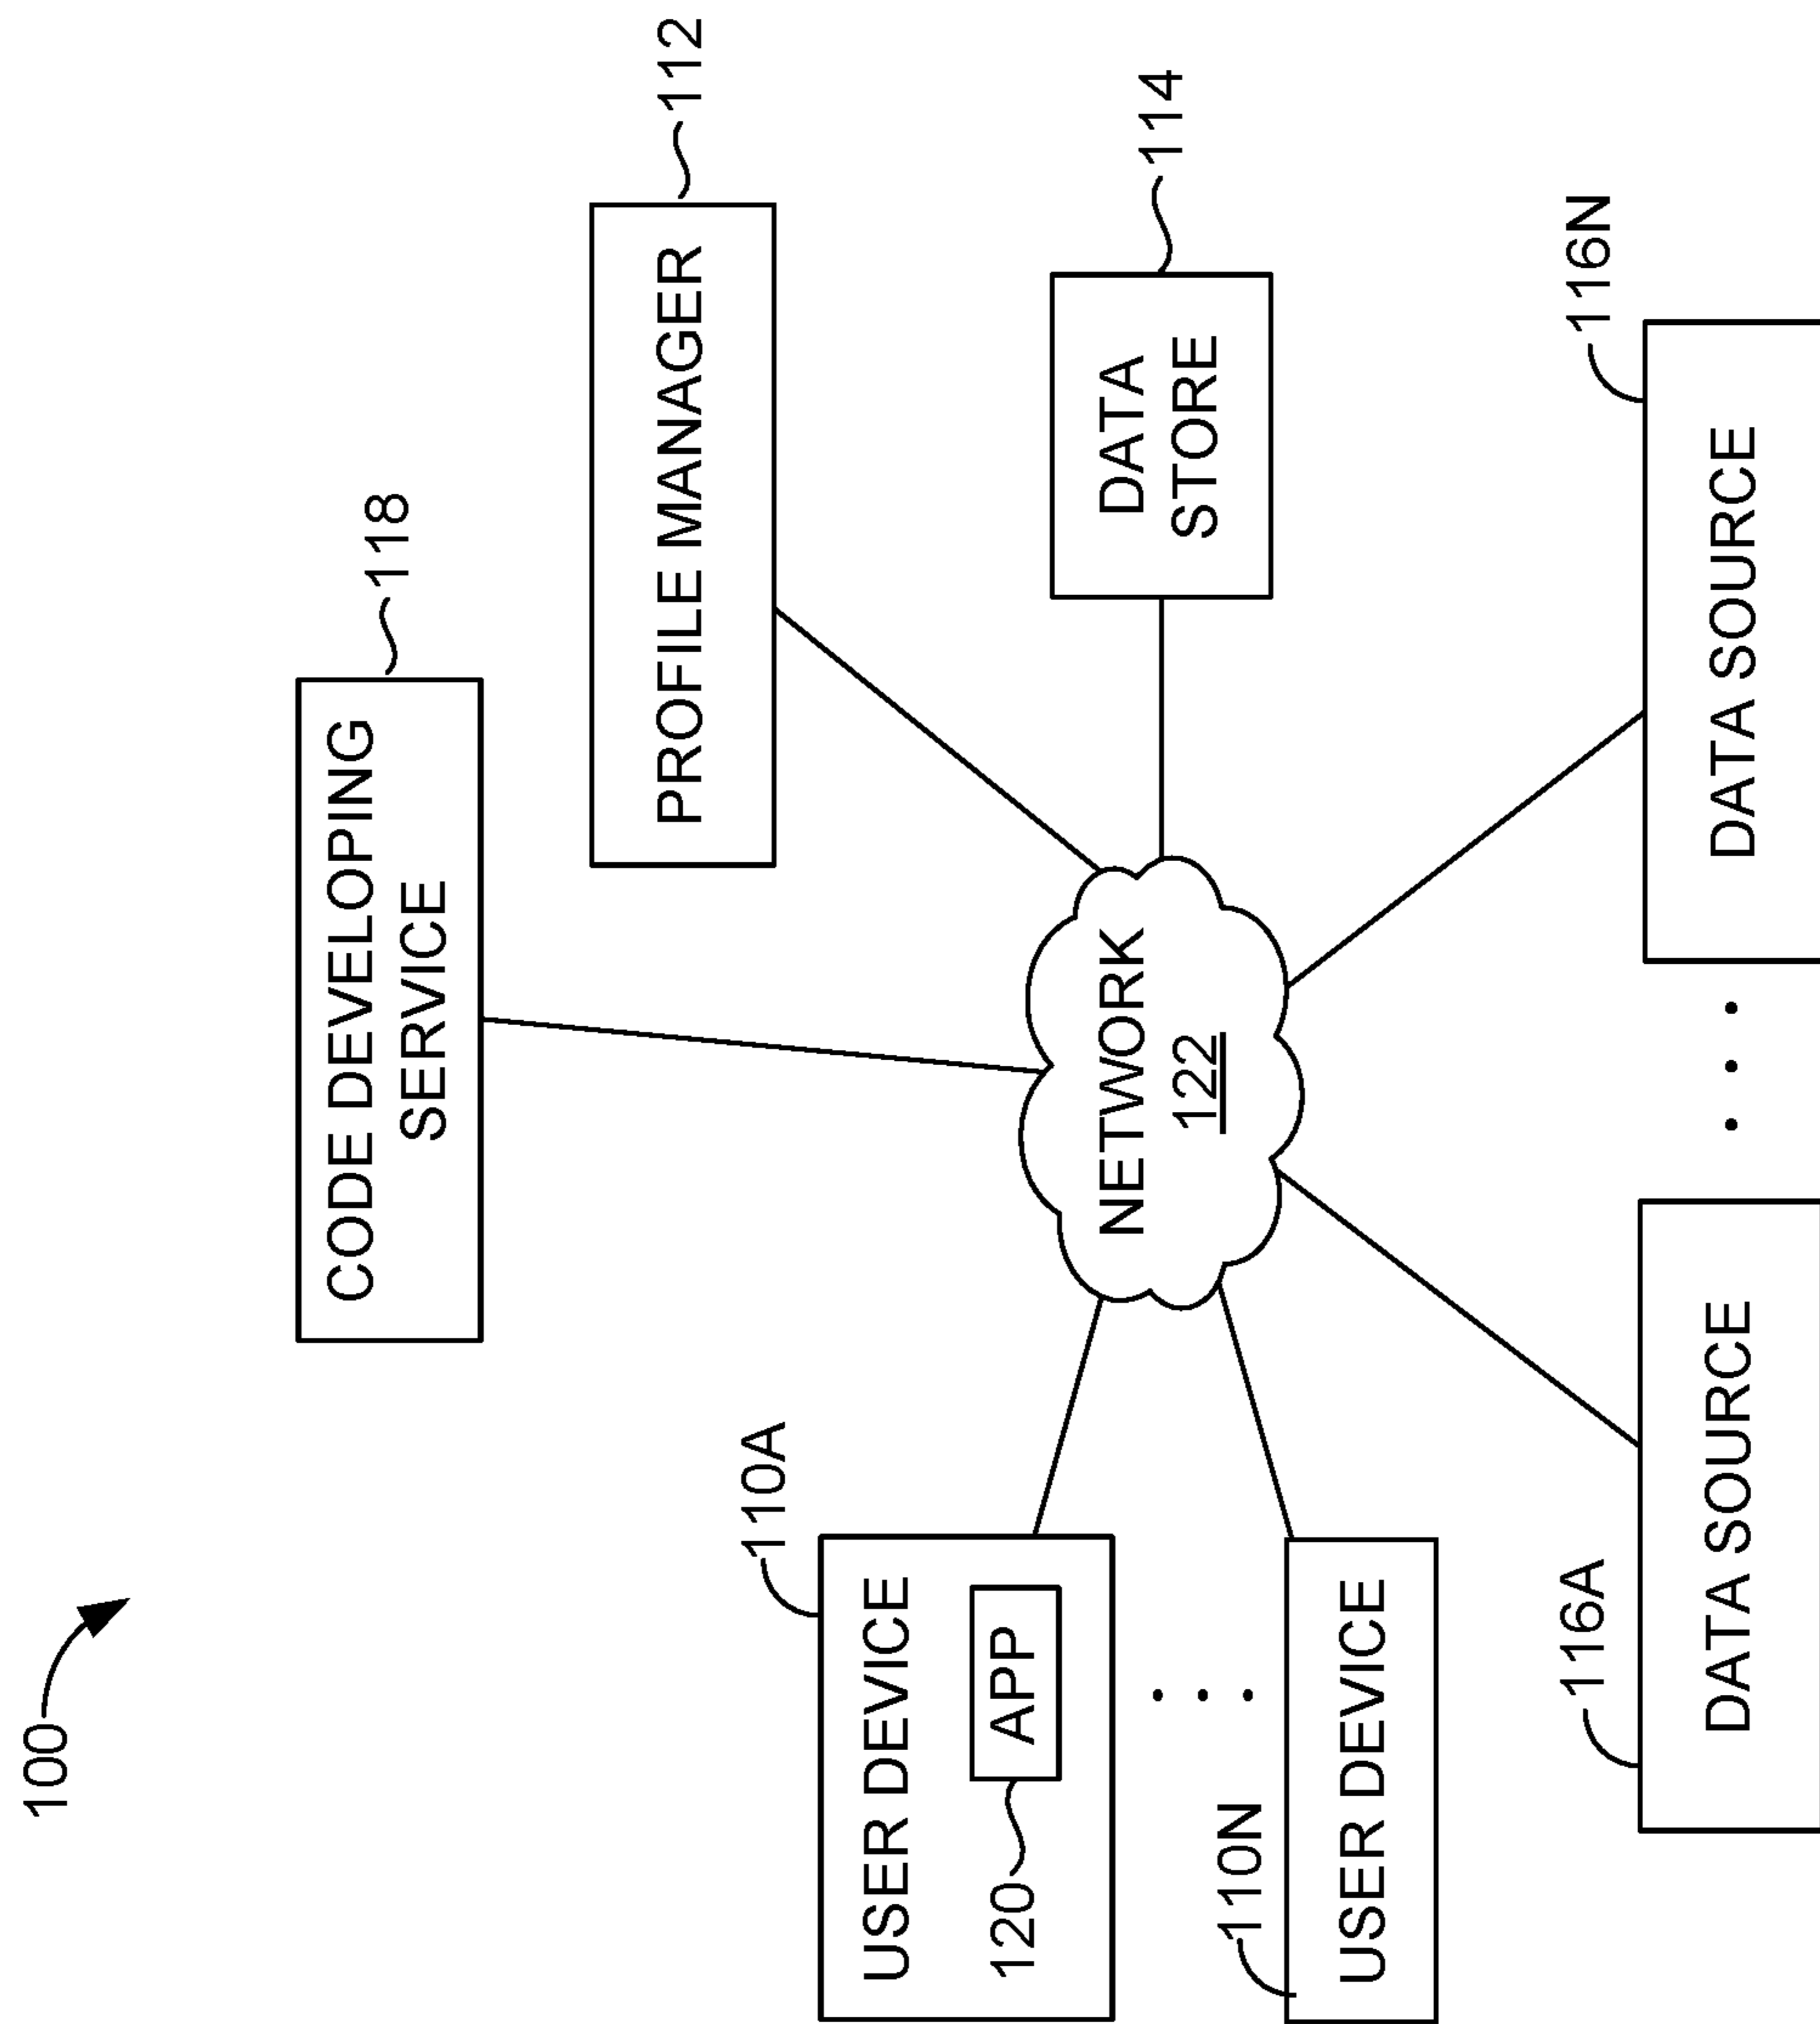 100
CODE DEVELOPING
SERVICE
118
PROFILE MANAGER
112
110A
USER DEVICE
APP
120
110N
USER DEVICE
NETWORK
122
DATA
STORE
114
116A
DATA SOURCE
116N
DATA SOURCE